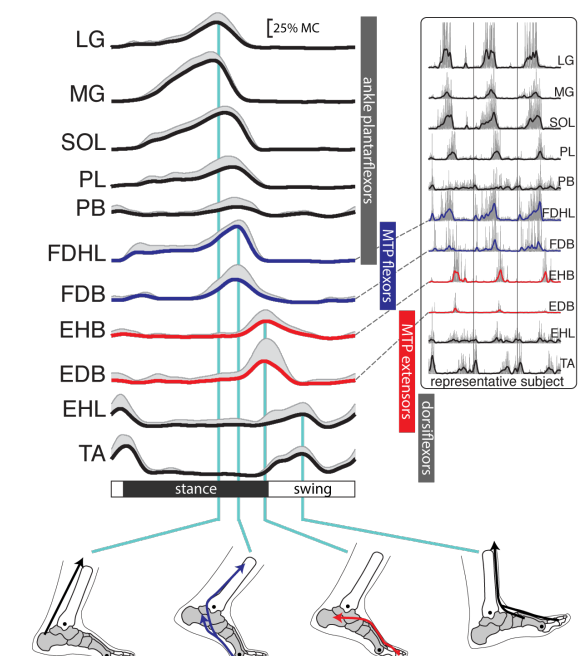 LG
25% MC
MG
SOL
PL
PB
FDHL
FDB
EHB
EDB
EHL
TA
stance
swing
ankle plantarflexors
MTP flexors
MTP extensors
dorsiflexors
LG
MG
SOL
PL
PB
FDHL
FDB
EHB
EDB
EHL
TA
representative subject